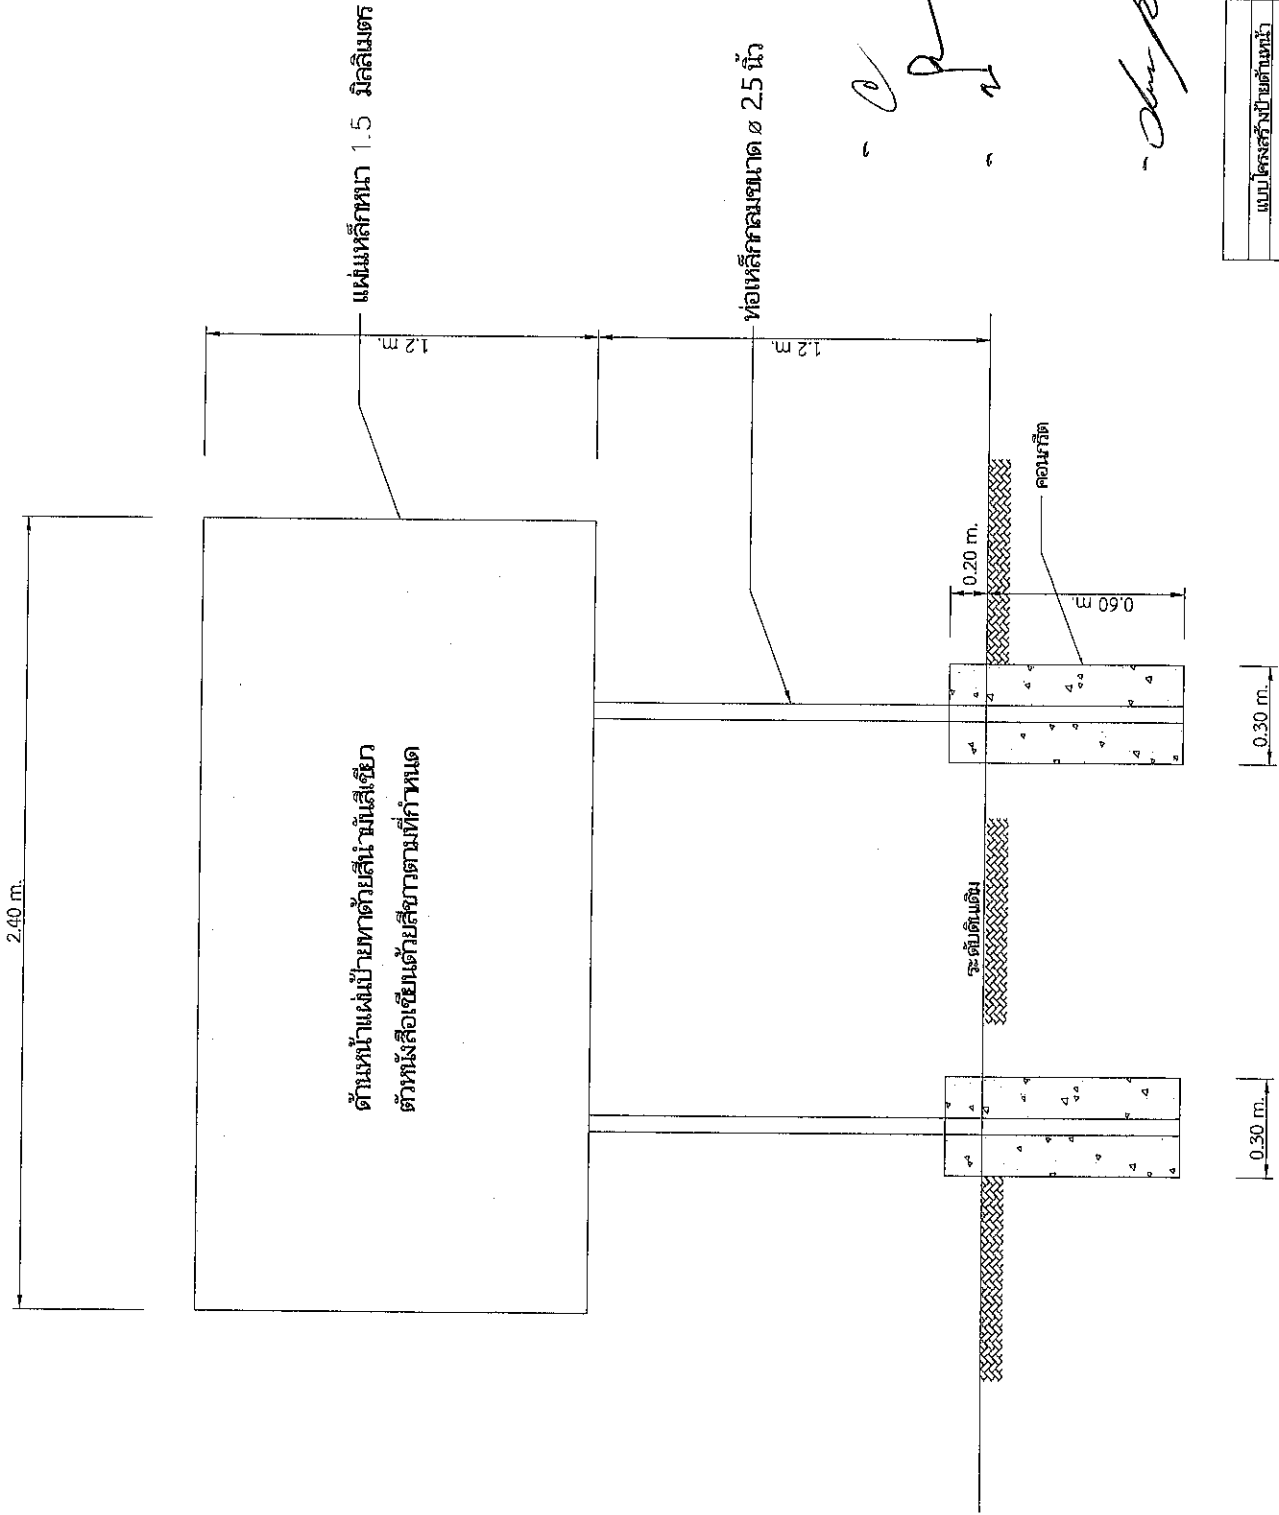 2.40 m.
แผ่นเหล็กหนา 1.5 มิลลิเมตร
1.2 m.
ด้านหน้าแผ่นป้ายทาด้วยสีน้ำมันสีเขียว
ตัวหนังสือเขียนด้วยสีขาวตามที่กำหนด
1.2 m.
ท่อเหล็กกลมขนาด ø 2.5 นิ้ว
ระดับดินเดิม
0.20 m.
0.60 m.
คอนกรีต
0.30 m.
0.30 m.
แบบโครงสร้างป้ายด้านหน้า